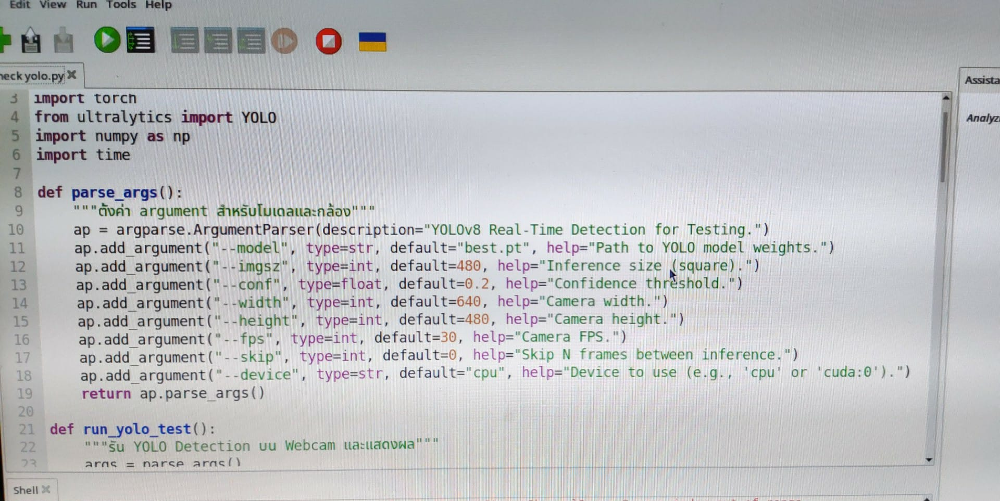 Edit View Run Tools Help
yolo.py
Assista
Analyz
3 import torch
4 from ultralytics import YOLO
5 import numpy as np
6 import time
7
8 def parse_args():
9 """ตั้งค่า argument สำหรับโมเดลและกล้อง"""
10 ap = argparse.ArgumentParser(description="YOLOv8 Real-Time Detection for Testing.")
11 ap.add_argument("--model", type=str, default="best.pt", help="Path to YOLO model weights.")
12 ap.add_argument("--imgsz", type=int, default=480, help="Inference size (square).")
13 ap.add_argument("--conf", type=float, default=0.2, help="Confidence threshold.")
14 ap.add_argument("--width", type=int, default=640, help="Camera width.")
15 ap.add_argument("--height", type=int, default=480, help="Camera height.")
16 ap.add_argument("--fps", type=int, default=30, help="Camera FPS.")
17 ap.add_argument("--skip", type=int, default=0, help="Skip N frames between inference.")
18 ap.add_argument("--device", type=str, default="cpu", help="Device to use (e.g., 'cpu' or 'cuda:0').")
19 return ap.parse_args()
20
21 def run_yolo_test():
22 """รัน YOLO Detection บน Webcam และแสดงผล"""
23 args = parse_args()
Shell